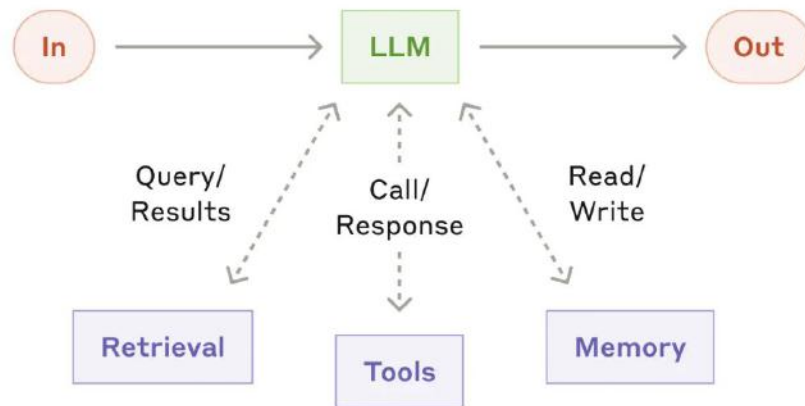 In
LLM
Out
Query/
Results
Call/
Response
Read/
Write
Retrieval
Tools
Memory